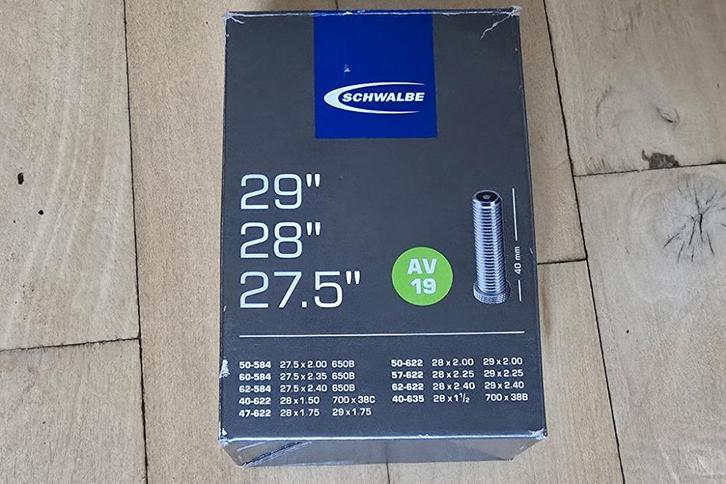 SCHWALBE
29"
28"
27.5"
AV
19
40 mm
50-584 27.5 x 2.00 650B
60-584 27.5 x 2.35 650B
62-584 27.5 x 2.40 650B
40-622 28 x 1.50 700 x 38C
47-622 28 x 1.75 29 x 1.75
50-622 28 x 2.00 29 x 2.00
57-622 28 x 2.25 29 x 2.25
62-622 28 x 2.40 29 x 2.40
40-635 28 x 1 1/2 700 x 38B